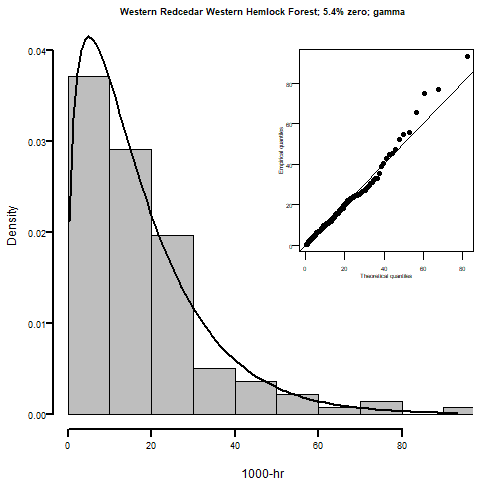 Western Redcedar Western Hemlock Forest; 5.4% zero; gamma
0.04
0.03
0.02
0.01
0.00
Density
0 20 40 60 80
1000-hr
80
60
40
20
0
Empirical quantiles
0 20 40 60 80
Theoretical quantiles